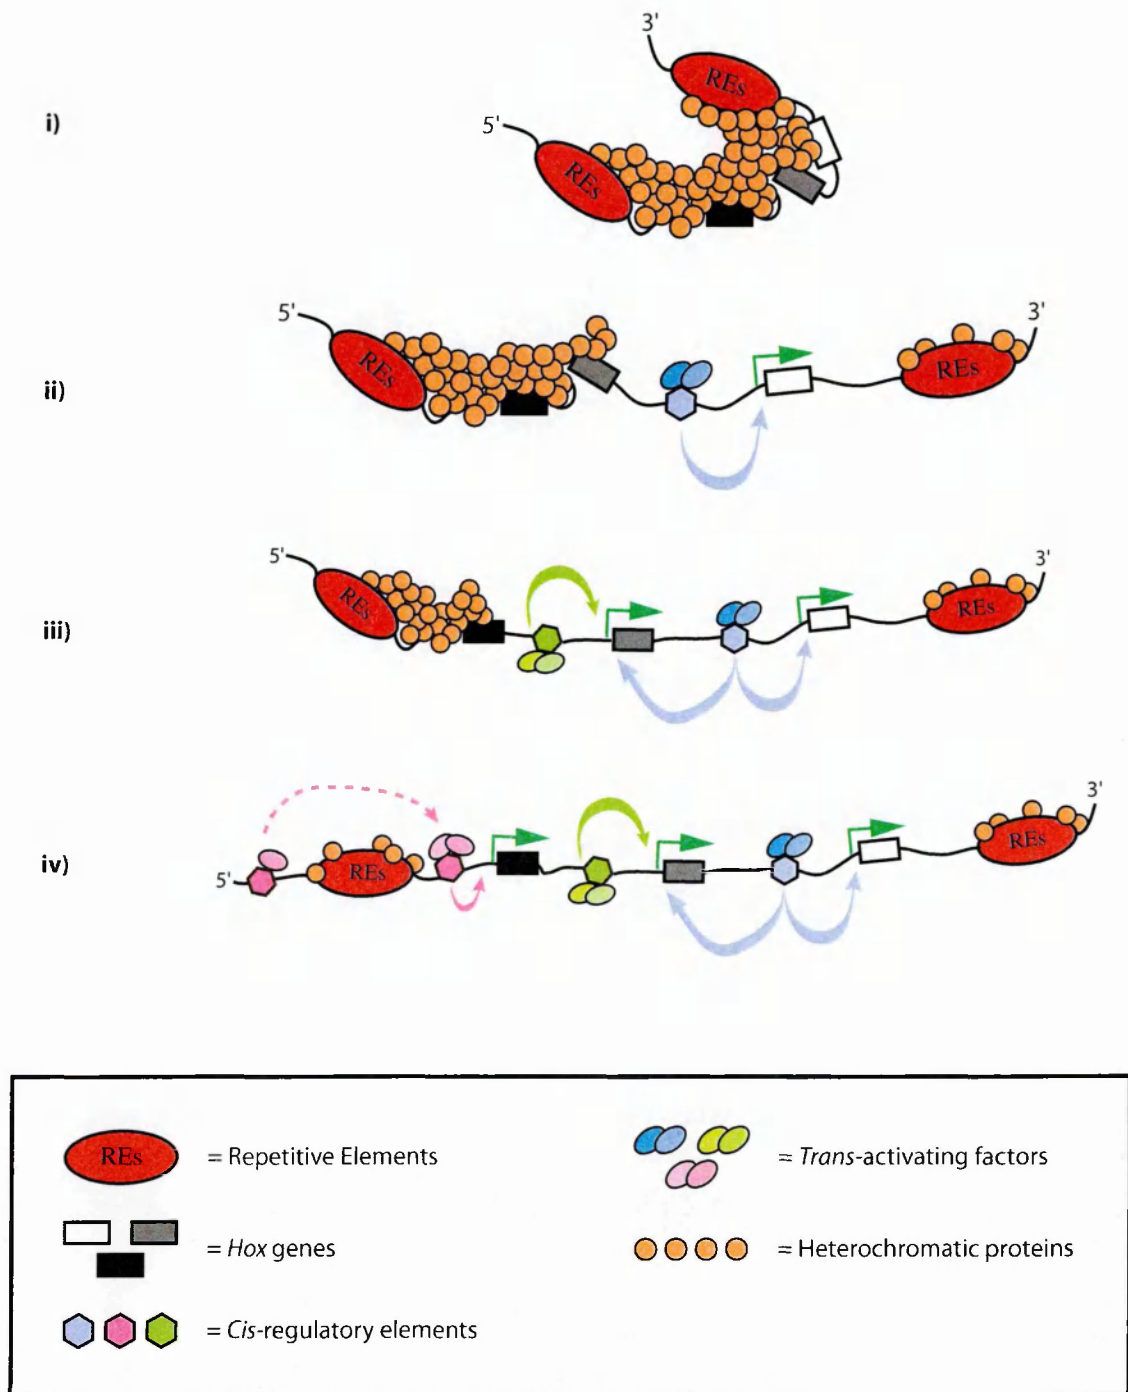 3'
REs
i)
5'
REs
5'
3'
REs
REs
ii)
5'
3'
REs
REs
iii)
3'
REs
REs
iv)
5'
REs = Repetitive Elements
= Trans-activating factors
= Hox genes
= Heterochromatic proteins
= Cis-regulatory elements